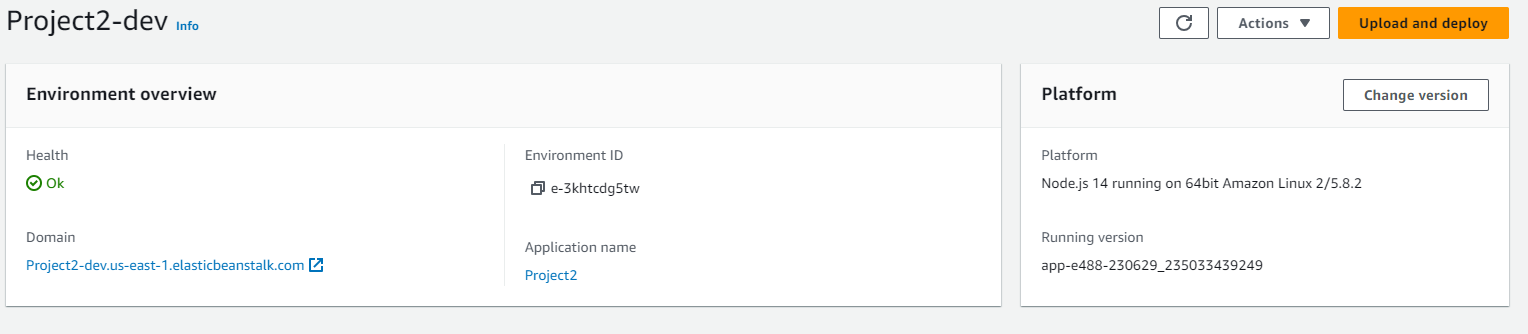 Project2-dev Info
Actions
Upload and deploy
Environment overview
Health
Ok
Domain
Project2-dev.us-east-1.elasticbeanstalk.com
Environment ID
e-3khtcdg5tw
Application name
Project2
Platform
Change version
Platform
Node.js 14 running on 64bit Amazon Linux 2/5.8.2
Running version
app-e488-230629_235033439249